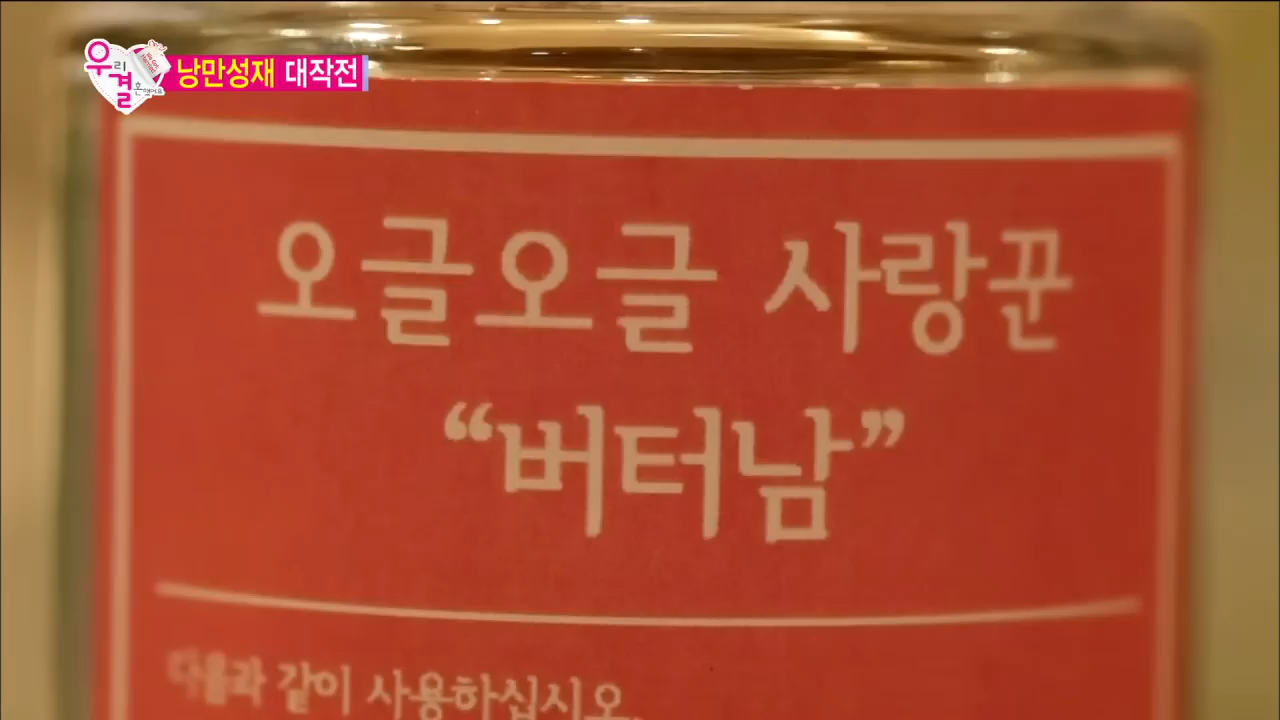 우리 결혼했어요
낭만성재 대작전
오글오글 사랑꾼
“버터남”
다음과 같이 사용하십시오.